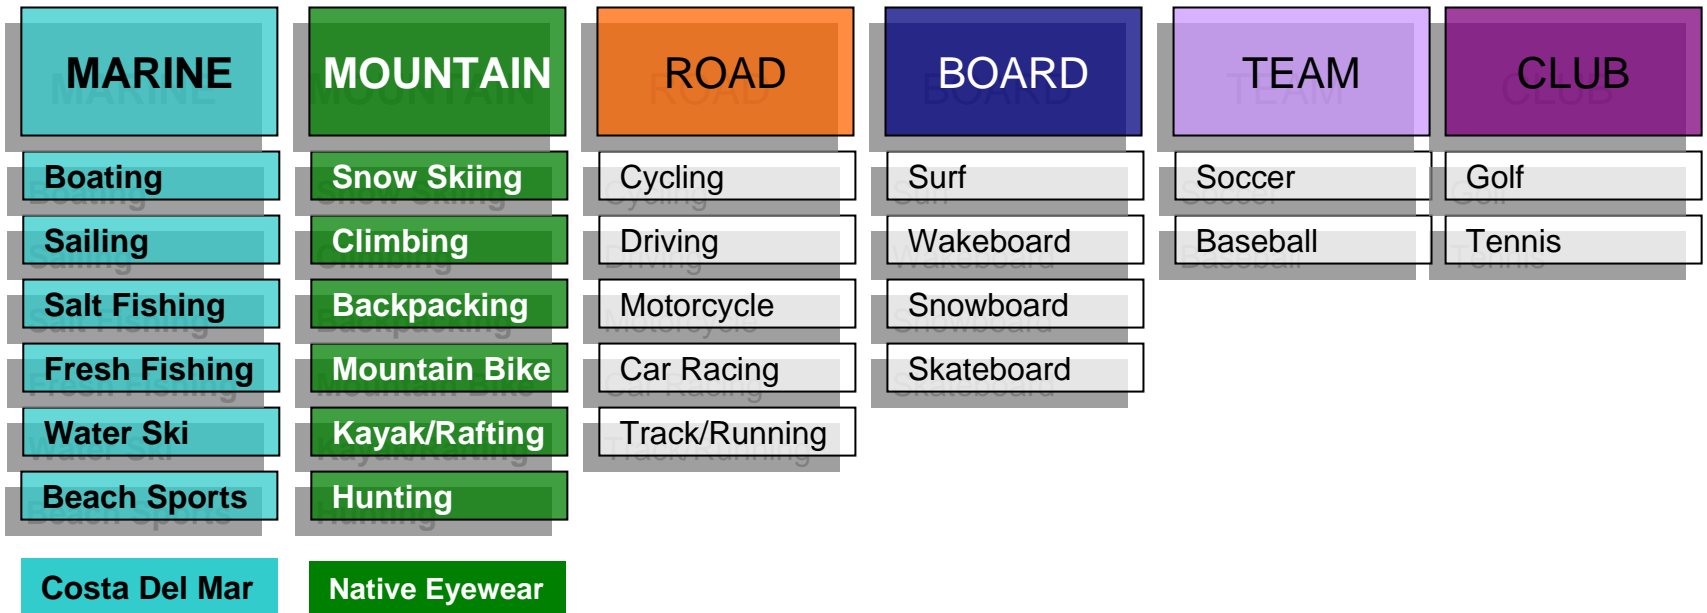 MARINE
MOUNTAIN
ROAD
BOARD
TEAM
CLUB
Boating
Snow Skiing
Cycling
Surf
Soccer
Golf
Sailing
Climbing
Driving
Wakeboard
Baseball
Tennis
Salt Fishing
Backpacking
Motorcycle
Snowboard
Fresh Fishing
Mountain Bike
Car Racing
Skateboard
Water Ski
Kayak/Rafting
Track/Running
Beach Sports
Hunting
Costa Del Mar
Native Eyewear